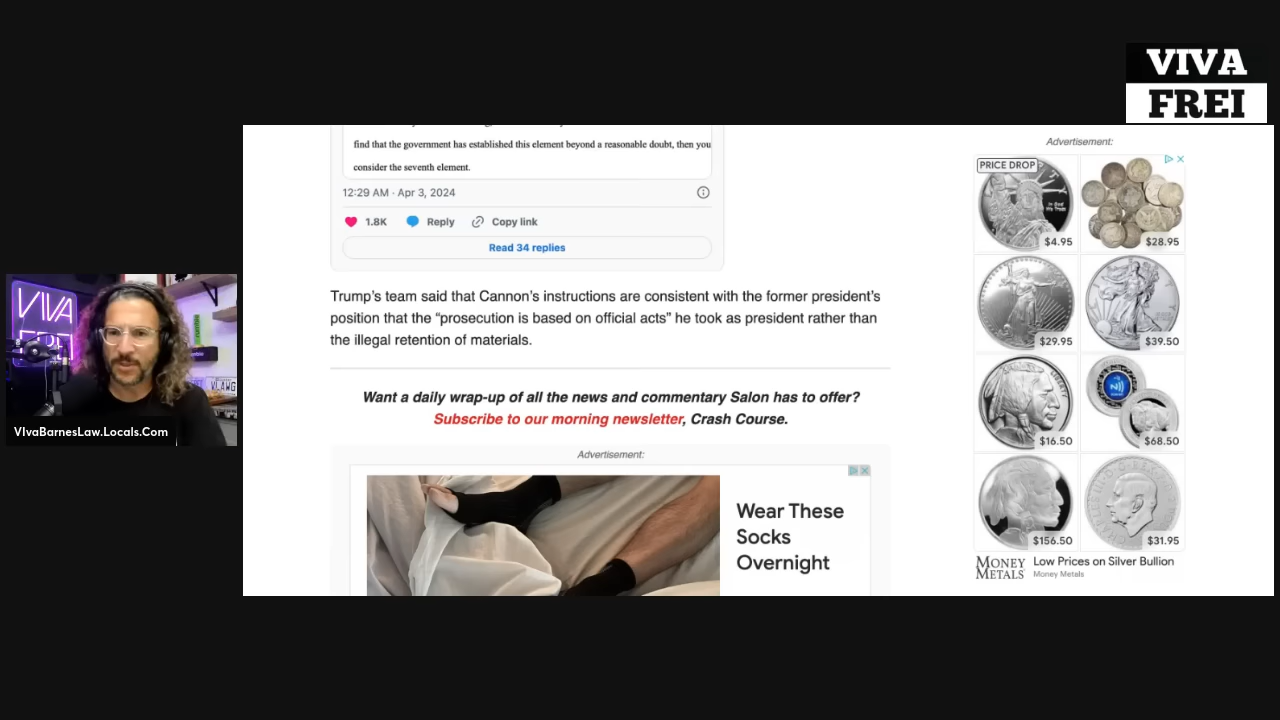 VIVA
FREI
find that the government has established this element beyond a reasonable doubt, then you
consider the seventh element.
12:29 AM · Apr 3, 2024
1.8K Reply Copy link
Read 34 replies
Trump's team said that Cannon's instructions are consistent with the former president's
position that the “prosecution is based on official acts” he took as president rather than
the illegal retention of materials.
Want a daily wrap-up of all the news and commentary Salon has to offer?
Subscribe to our morning newsletter, Crash Course.
Advertisement:
Wear These
Socks
Overnight
Advertisement:
PRICE DROP
$4.95
$28.95
$29.95
$39.50
$16.50
$68.50
$156.50
$31.95
MONEY
METALS
Low Prices on Silver Bullion
Money Metals
VIVA
VLAWG
VIvaBarnesLaw.Locals.Com